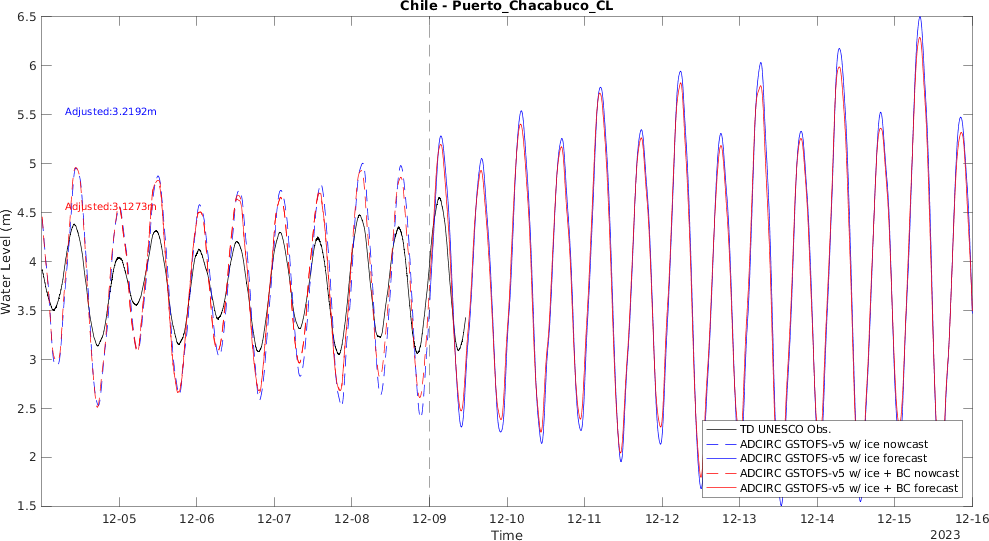 Chile - Puerto_Chacabuco_CL
6.5
6
5.5
5
4.5
4
3.5
3
2.5
2
1.5
Water Level (m)
Adjusted:3.2192m
Adjusted:3.1273m
TD UNESCO Obs.
ADCIRC GSTOFS-v5 w/ ice nowcast
ADCIRC GSTOFS-v5 w/ ice forecast
ADCIRC GSTOFS-v5 w/ ice + BC nowcast
ADCIRC GSTOFS-v5 w/ ice + BC forecast
12-05 12-06 12-07 12-08 12-09 12-10 12-11 12-12 12-13 12-14 12-15 12-16
Time
2023